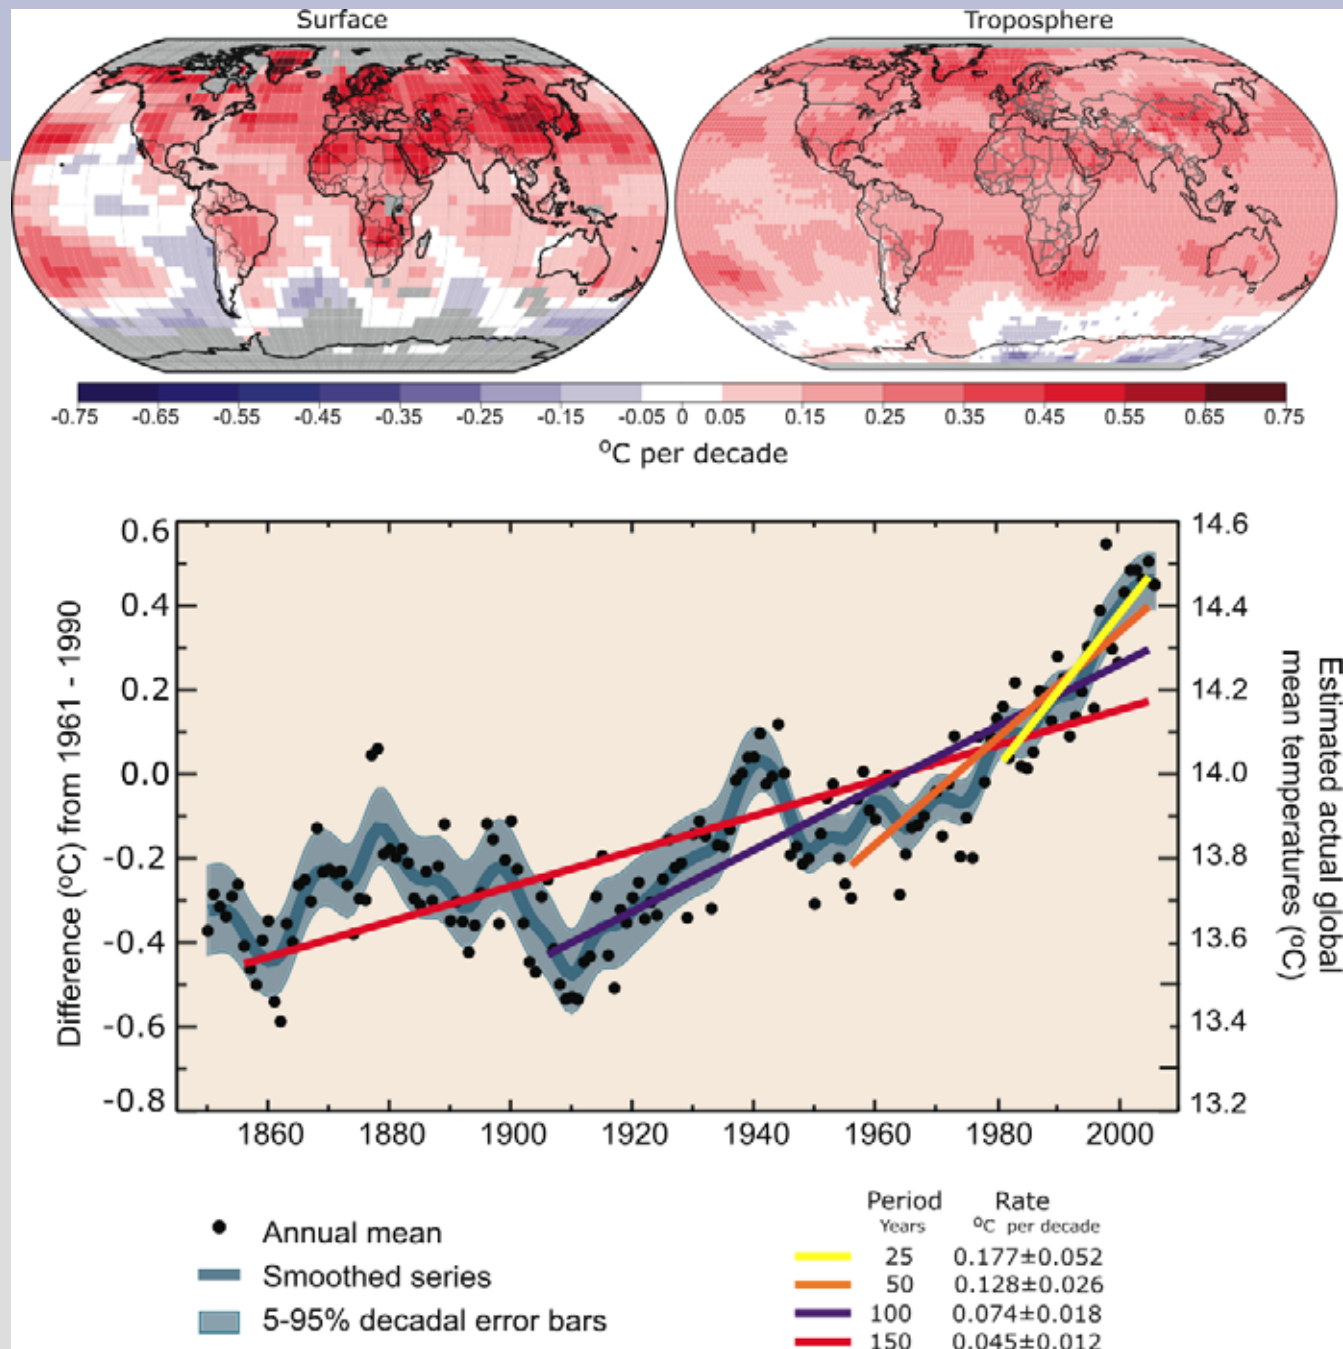 Surface
Troposphere
-0.75 -0.65 -0.55 -0.45 -0.35 -0.25 -0.15 -0.05 0 0.05 0.15 0.25 0.35 0.45 0.55 0.65 0.75
ºC per decade
Difference (ºC) from 1961 - 1990
0.6
0.4
0.2
0.0
-0.2
-0.4
-0.6
-0.8
14.6
14.4
14.2
14.0
13.8
13.6
13.4
13.2
Estimated actual global
mean temperatures (ºC)
1860 1880 1900 1920 1940 1960 1980 2000
Annual mean
Smoothed series
5-95% decadal error bars
Period Rate
Years ºC per decade
25 0.177±0.052
50 0.128±0.026
100 0.074±0.018
150 0.045±0.012